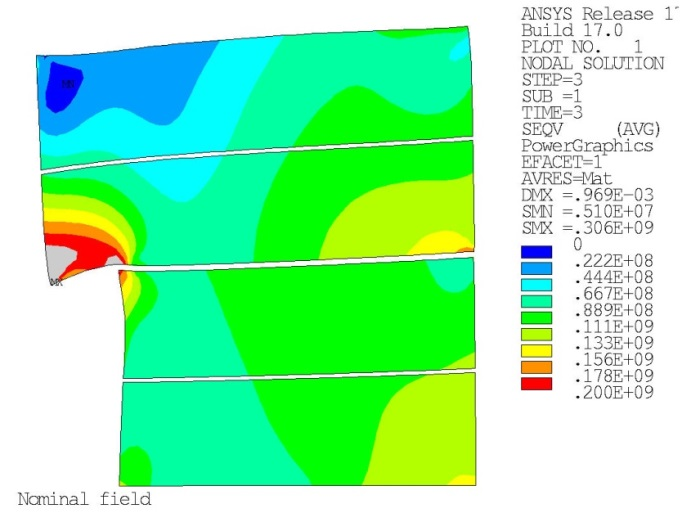 ANSYS Release 1
Build 17.0
PLOT NO. 1
NODAL SOLUTION
STEP=3
SUB =1
TIME=3
SEQV (AVG)
PowerGraphics
EFACET=1
AVRES=Mat
DMX =.969E-03
SMN =.510E+07
SMX =.306E+09
0
.222E+08
.444E+08
.667E+08
.889E+08
.111E+09
.133E+09
.156E+09
.178E+09
.200E+09
MX
Nominal field